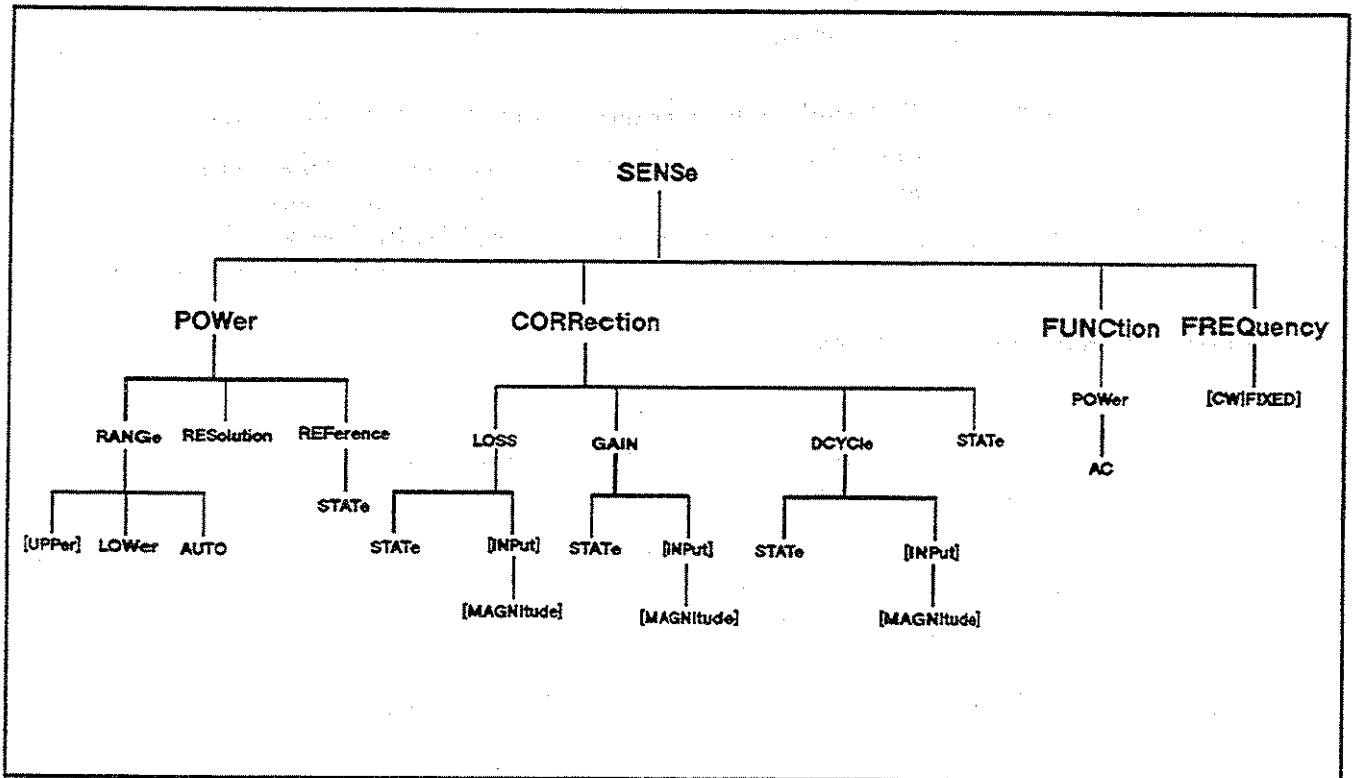 SENSe
POWer CORRection FUNCtion FREQuency
RANGe RESolution REFerence LOSS GAIN DCYCle STATe POWer [CW|FIXED]
STATe AC
[UPPer] LOWer AUTO STATe [INPut] STATe [INPut] STATe [INPut]
[MAGNitude] [MAGNitude] [MAGNitude]